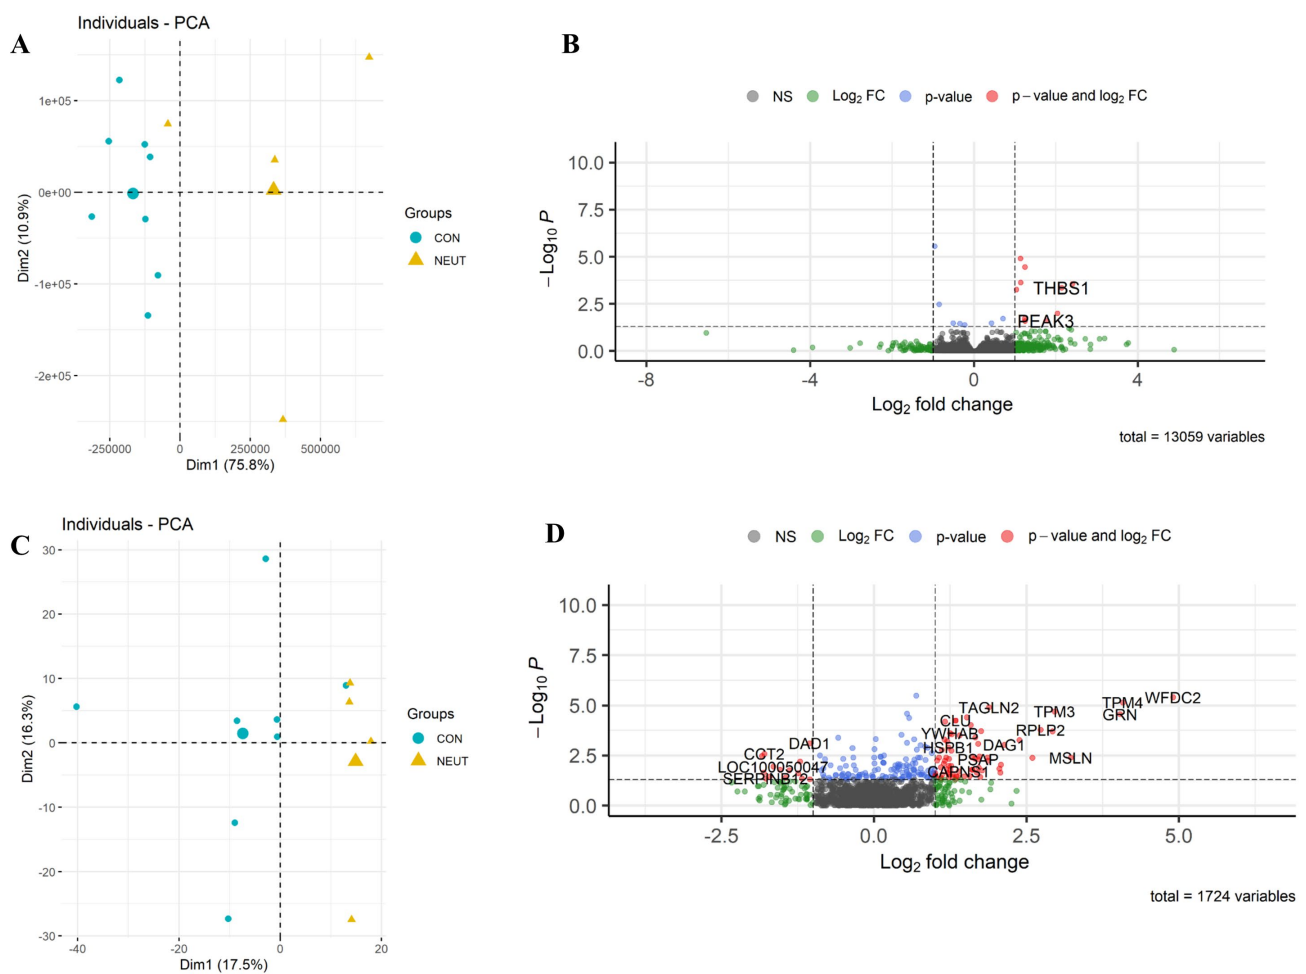 A
Individuals - PCA
1e+05
0e+00
-1e+05
-2e+05
Dim2 (10.9%)
-250000 0 250000 500000
Dim1 (75.8%)
Groups
CON
NEUT
B
NS Log2 FC p-value p – value and log2 FC
10.0
7.5
5.0
2.5
0.0
−Log10 P
THBS1
PEAK3
-8 -4 0 4
Log2 fold change
total = 13059 variables
C
Individuals - PCA
30
20
10
0
-10
-20
-30
Dim2 (16.3%)
-40 -20 0 20
Dim1 (17.5%)
Groups
CON
NEUT
D
NS Log2 FC p-value p – value and log2 FC
10.0
7.5
5.0
2.5
0.0
−Log10 P
WFDC2
TPM4
TAGLN2
TPM3
GRN
CLU
RPLP2
YWHAB
DAD1
DAG1
HSPB1
CCT2
PSAP
MSLN
LOC100050047
CAPNS1
SERPINB12
-2.5 0.0 2.5 5.0
Log2 fold change
total = 1724 variables